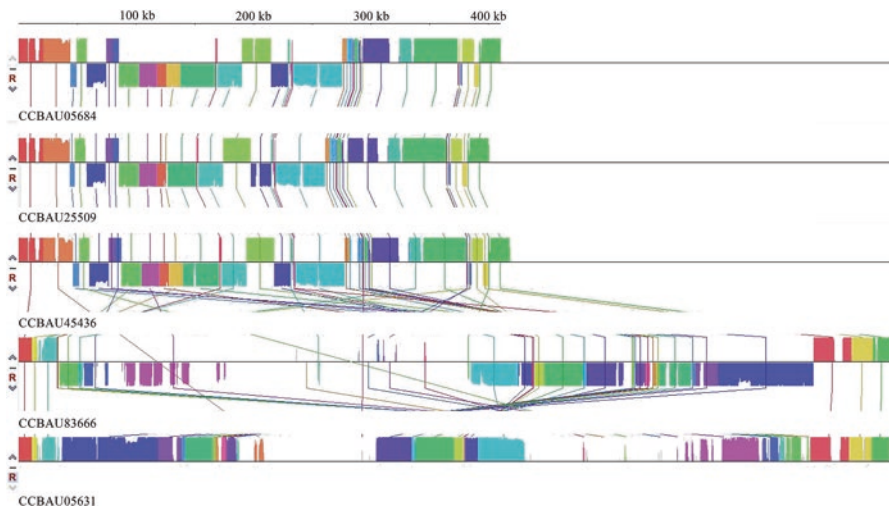 100 kb 200 kb 300 kb 400 kb
R
CCBAU05684
R
CCBAU25509
R
CCBAU45436
R
CCBAU83666
R
CCBAU05631